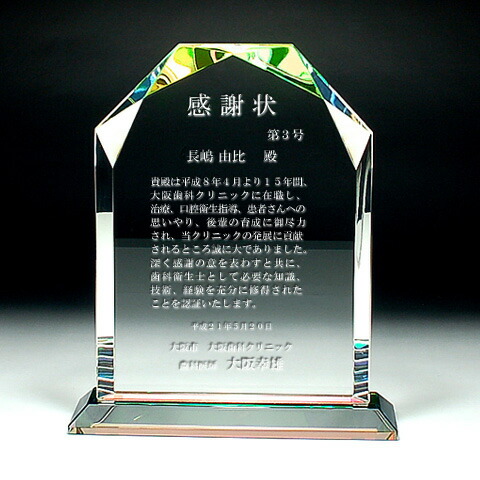 感謝状
第3号
長嶋 由比 殿
貴殿は平成８年４月より１５年間、
大阪歯科クリニックに在職し、
治療、口腔衛生指導、患者さんへの
思いやり、後輩の育成に御尽力
され、当クリニックの発展に貢献
されるところ誠に大でありました。
深く感謝の意を表わすと共に、
歯科衛生士として必要な知識、
技術、経験を充分に修得された
ことを認証いたします。
平成２１年５月２０日
大阪市 大阪歯科クリニック